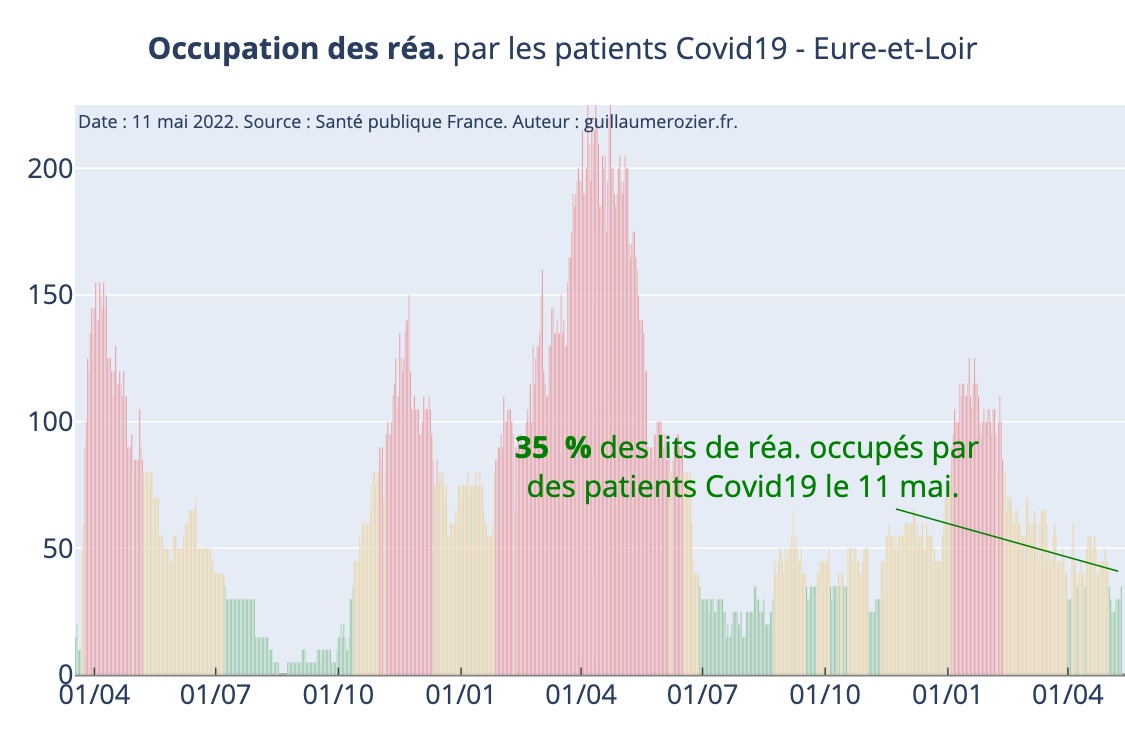 Occupation des réa. par les patients Covid19 - Eure-et-Loir
Date : 11 mai 2022. Source : Santé publique France. Auteur : guillaumerozier.fr.
200
150
100
35 % des lits de réa. occupés par
des patients Covid19 le 11 mai.
50
0
01/04 01/07 01/10 01/01 01/04 01/07 01/10 01/01 01/04